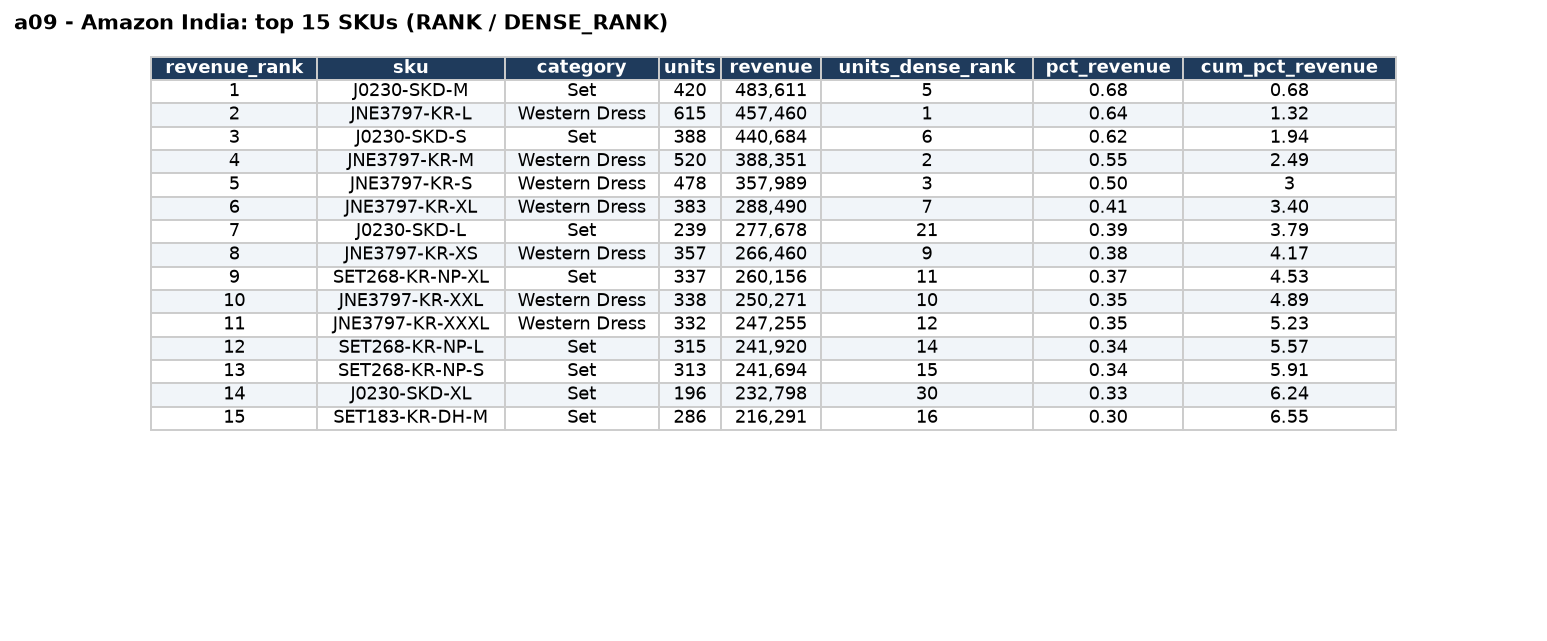 a09 - Amazon India: top 15 SKUs (RANK / DENSE_RANK)
revenue_rank sku category units revenue units_dense_rank pct_revenue cum_pct_revenue
1 J0230-SKD-M Set 420 483,611 5 0.68 0.68
2 JNE3797-KR-L Western Dress 615 457,460 1 0.64 1.32
3 J0230-SKD-S Set 388 440,684 6 0.62 1.94
4 JNE3797-KR-M Western Dress 520 388,351 2 0.55 2.49
5 JNE3797-KR-S Western Dress 478 357,989 3 0.50 3
6 JNE3797-KR-XL Western Dress 383 288,490 7 0.41 3.40
7 J0230-SKD-L Set 239 277,678 21 0.39 3.79
8 JNE3797-KR-XS Western Dress 357 266,460 9 0.38 4.17
9 SET268-KR-NP-XL Set 337 260,156 11 0.37 4.53
10 JNE3797-KR-XXL Western Dress 338 250,271 10 0.35 4.89
11 JNE3797-KR-XXXL Western Dress 332 247,255 12 0.35 5.23
12 SET268-KR-NP-L Set 315 241,920 14 0.34 5.57
13 SET268-KR-NP-S Set 313 241,694 15 0.34 5.91
14 J0230-SKD-XL Set 196 232,798 30 0.33 6.24
15 SET183-KR-DH-M Set 286 216,291 16 0.30 6.55